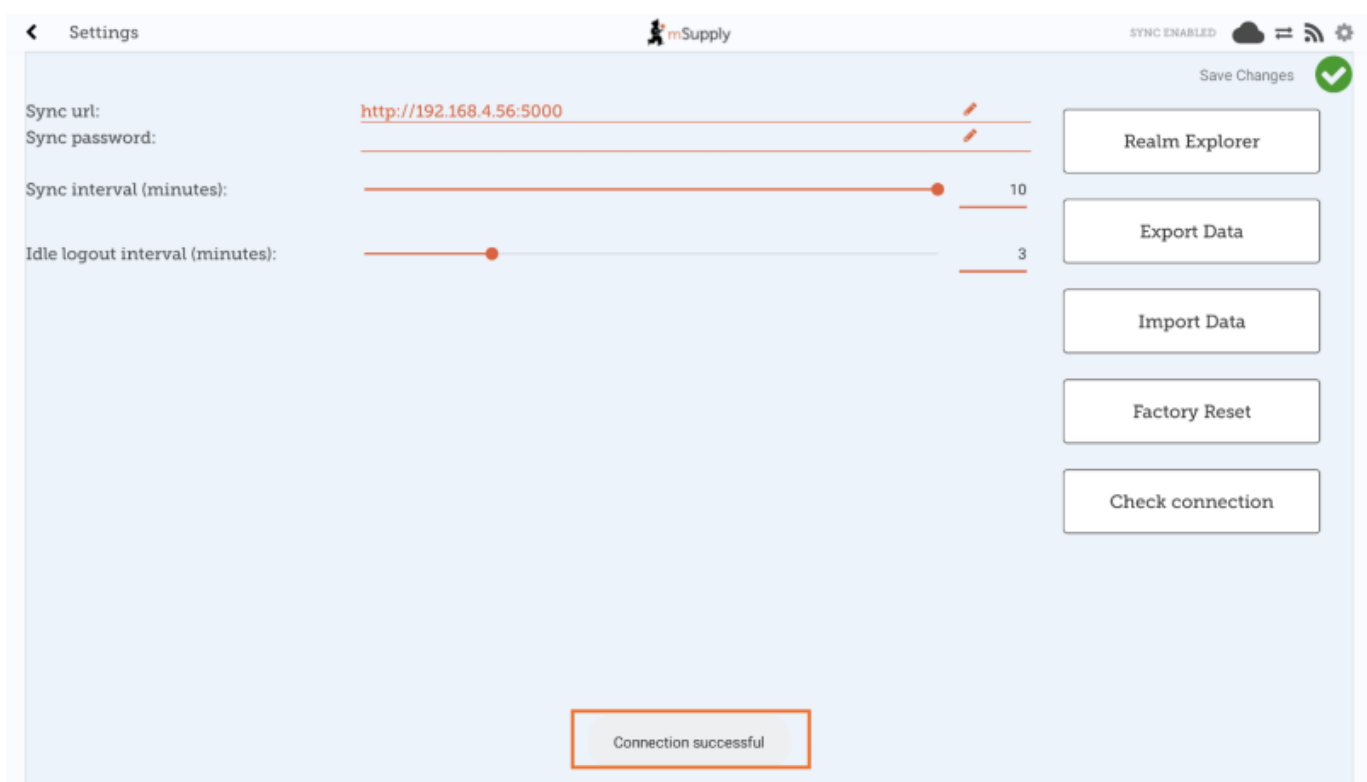 Settings
mSupply
SYNC ENABLED
Save Changes
Sync url:
http://192.168.4.56:5000
Sync password:
Sync interval (minutes):
10
Idle logout interval (minutes):
3
Realm Explorer
Export Data
Import Data
Factory Reset
Check connection
Connection successful